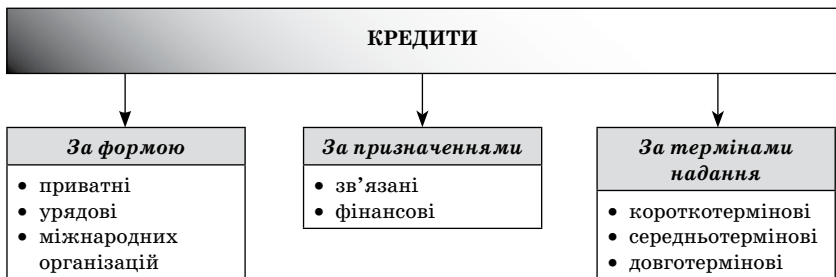 КРЕДИТИ
За формою
• приватні
• урядові
• міжнародних
організацій
За призначеннями
• зв’язані
• фінансові
За термінами
надання
• короткотермінові
• середньотермінові
• довготермінові